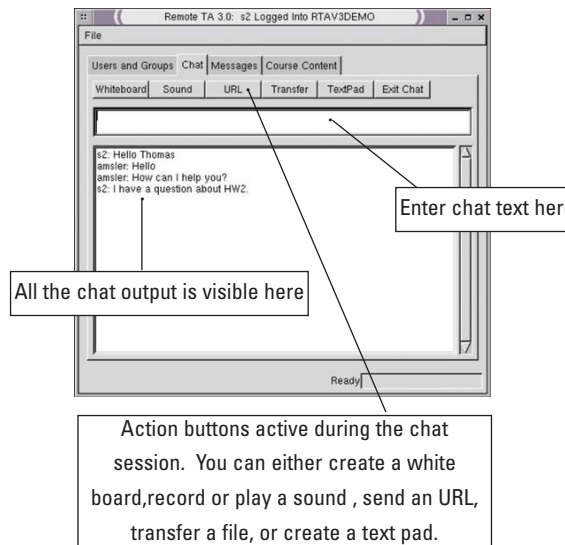 Remote TA 3.0: s2 Logged Into RTAV3DEMO
File
Users and Groups Chat Messages Course Content
Whiteboard Sound URL Transfer TextPad Exit Chat
s2: Hello Thomas
amsler: Hello
amsler: How can I help you?
s2: I have a question about HW2.
Enter chat text here
All the chat output is visible here
Ready
Action buttons active during the chat
session. You can either create a white
board,record or play a sound , send an URL,
transfer a file, or create a text pad.